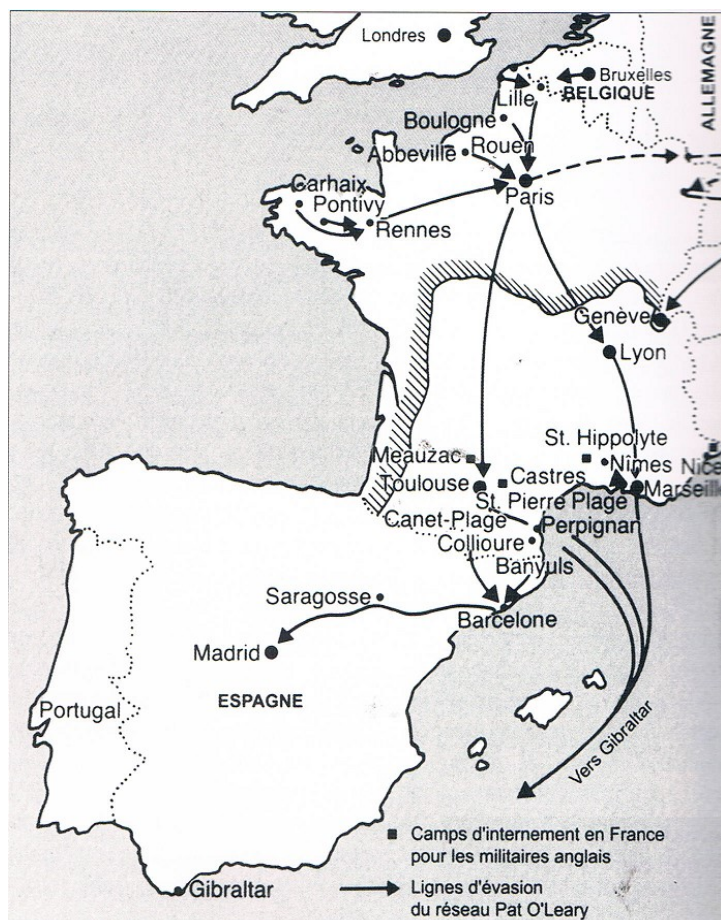 Londres
ALLEMAGNE
Bruxelles
Lille
BELGIQUE
Boulogne
Abbeville
Rouen
Paris
Carhaix
Pontivy
Rennes
Genève
Lyon
Meauzac
St. Hippolyte
Nîmes
Nice
Toulouse
Castres
Marseille
St. Pierre Plage
Canet-Plage
Perpignan
Collioure
Banyuls
Saragosse
Barcelone
Madrid
ESPAGNE
Portugal
Vers Gibraltar
Gibraltar
Camps d'internement en France
pour les militaires anglais
Lignes d'évasion
du réseau Pat O'Leary